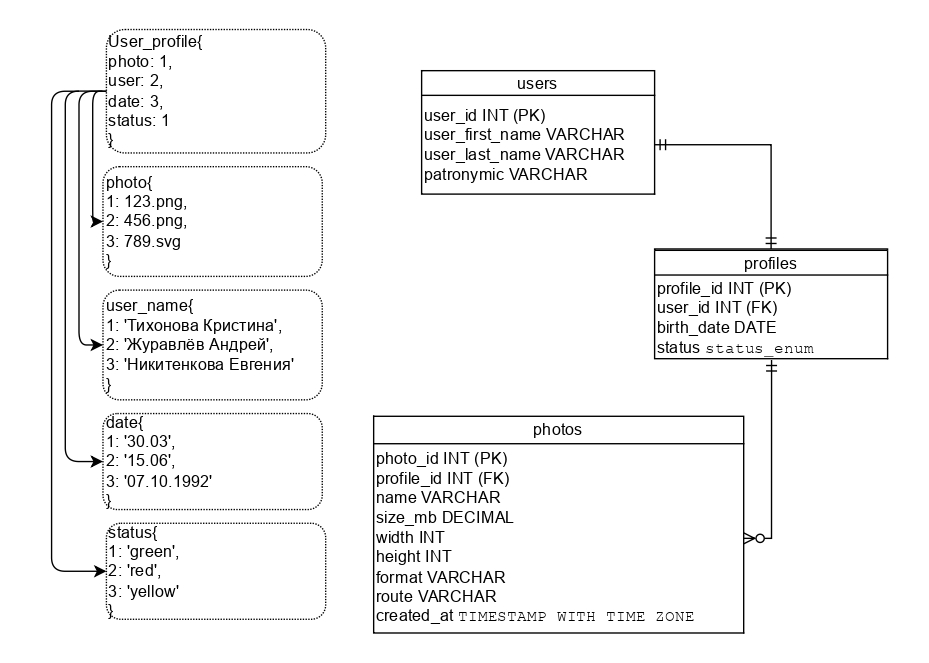 User_profile{
photo: 1,
user: 2,
date: 3,
status: 1
}
photo{
1: 123.png,
2: 456.png,
3: 789.svg
}
user_name{
1: 'Тихонова Кристина',
2: 'Журавлёв Андрей',
3: 'Никитенкова Евгения'
}
date{
1: '30.03',
2: '15.06',
3: '07.10.1992'
}
status{
1: 'green',
2: 'red',
3: 'yellow'
}
users
user_id INT (PK)
user_first_name VARCHAR
user_last_name VARCHAR
patronymic VARCHAR
profiles
profile_id INT (PK)
user_id INT (FK)
birth_date DATE
status status_enum
photos
photo_id INT (PK)
profile_id INT (FK)
name VARCHAR
size_mb DECIMAL
width INT
height INT
format VARCHAR
route VARCHAR
created_at TIMESTAMP WITH TIME ZONE